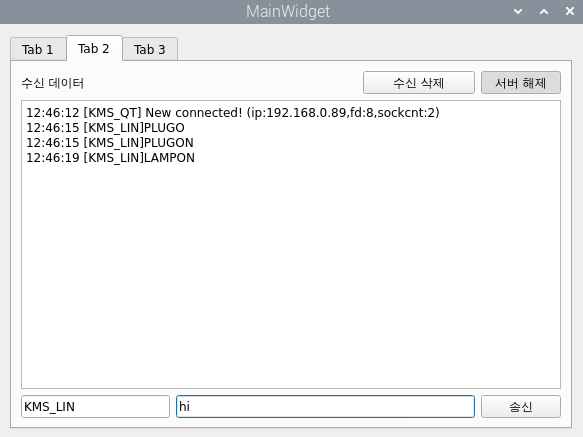 MainWidget
Tab 1
Tab 2
Tab 3
수신 데이터
수신 삭제
서버 해제
12:46:12 [KMS_QT] New connected! (ip:192.168.0.89,fd:8,sockcnt:2)
12:46:15 [KMS_LIN]PLUGO
12:46:15 [KMS_LIN]PLUGON
12:46:19 [KMS_LIN]LAMPON
KMS_LIN
hi
송신